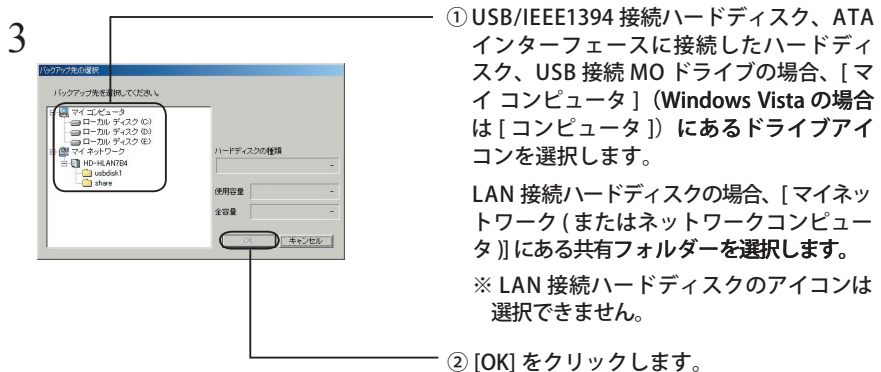 3
バックアップ先の選択
バックアップ先を選択してください。
マイ コンピュータ
ローカル ディスク (C:)
ローカル ディスク (D:)
ローカル ディスク (E:)
マイ ネットワーク
HD-HLAN7B4
usbdisk1
share
ハードディスクの種類
-
使用容量
-
全容量
-
OK
キャンセル
① USB/IEEE1394 接続ハードディスク、ATA
インターフェースに接続したハードディ
スク、USB 接続 MO ドライブの場合、[ マ
イ コンピュータ ]（Windows Vista の場合
は [ コンピュータ ]）にあるドライブアイ
コンを選択します。
LAN 接続ハードディスクの場合、[ マイネッ
トワーク ( またはネットワークコンピュー
タ )] にある共有フォルダーを選択します。
※ LAN 接続ハードディスクのアイコンは
選択できません。
② [OK] をクリックします。